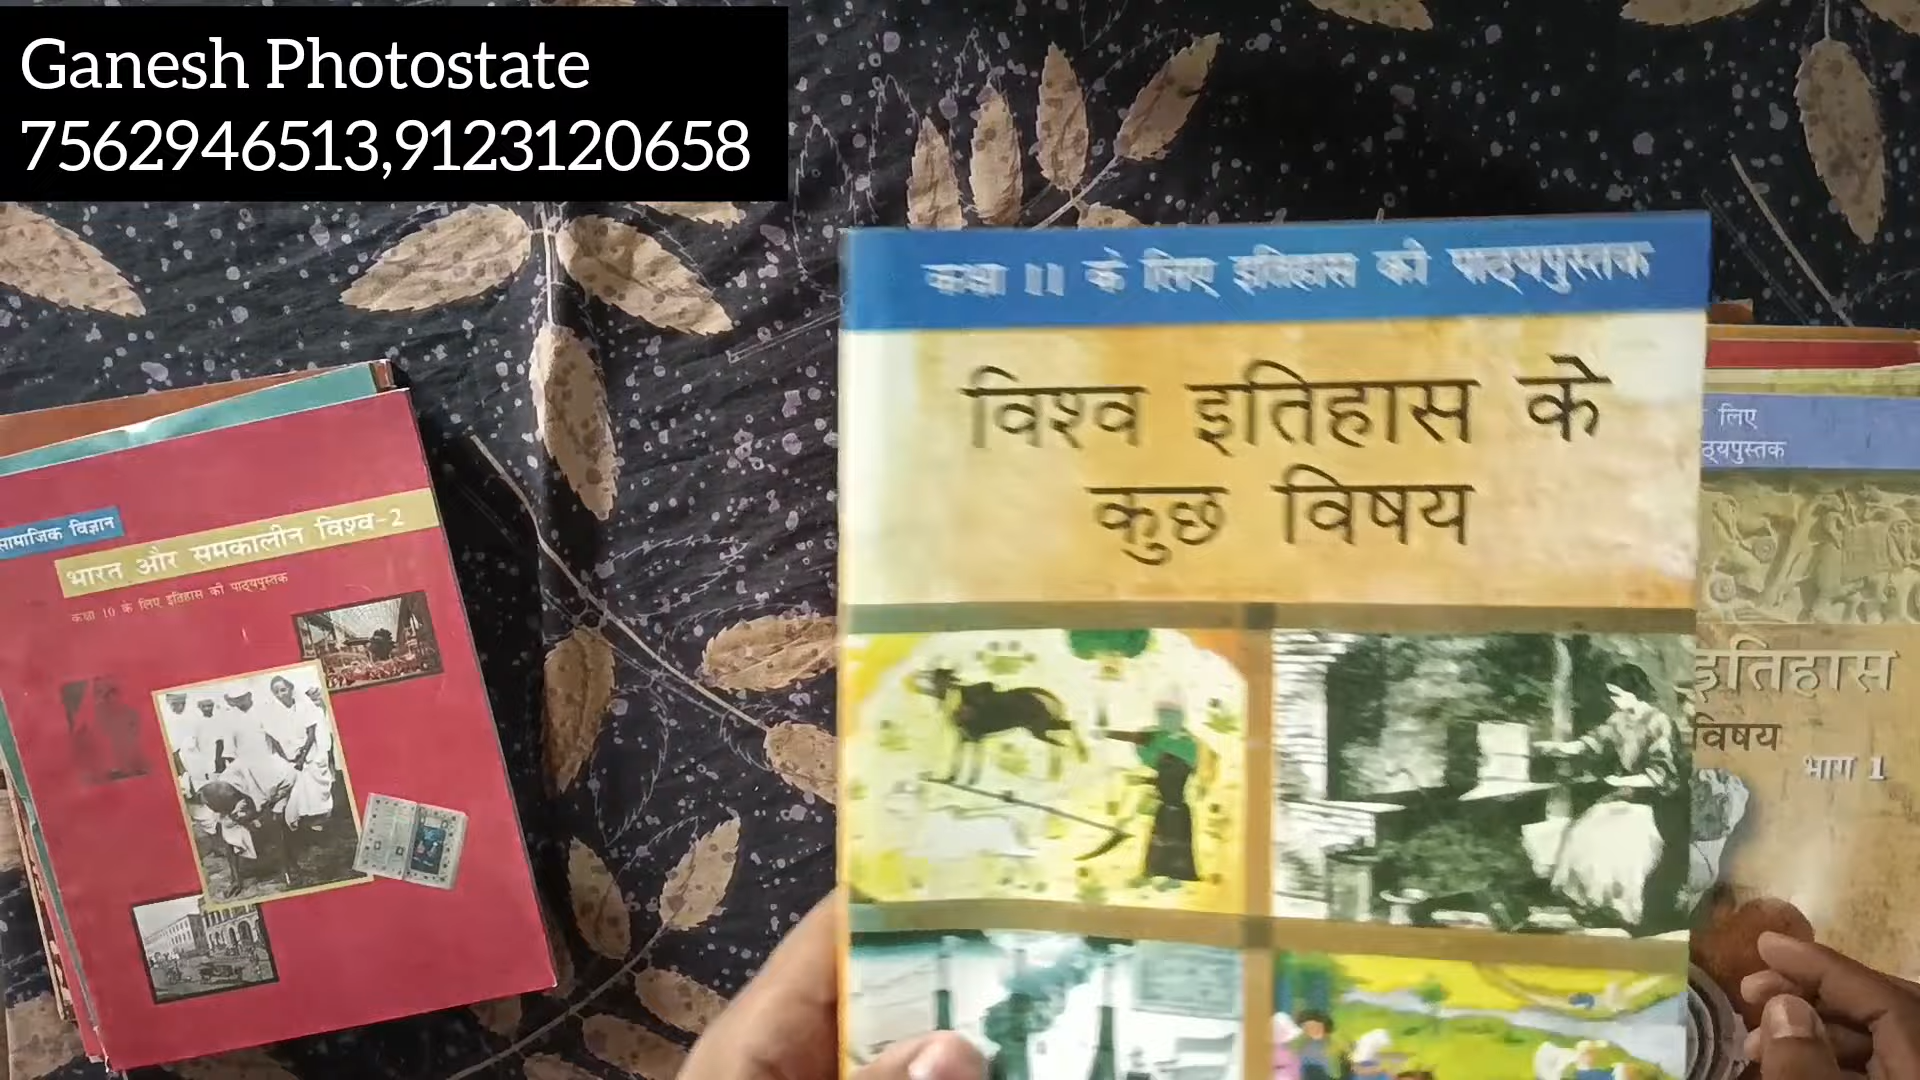 Ganesh Photostate
7562946513,9123120658
कक्षा 11 के लिए इतिहास की पाठ्यपुस्तक
विश्व इतिहास के
कुछ विषय
सामाजिक विज्ञान
भारत और समकालीन विश्व-2
कक्षा 10 के लिए इतिहास की पाठ्यपुस्तक
लिए
ठ्यपुस्तक
इतिहास
विषय
भाग 1